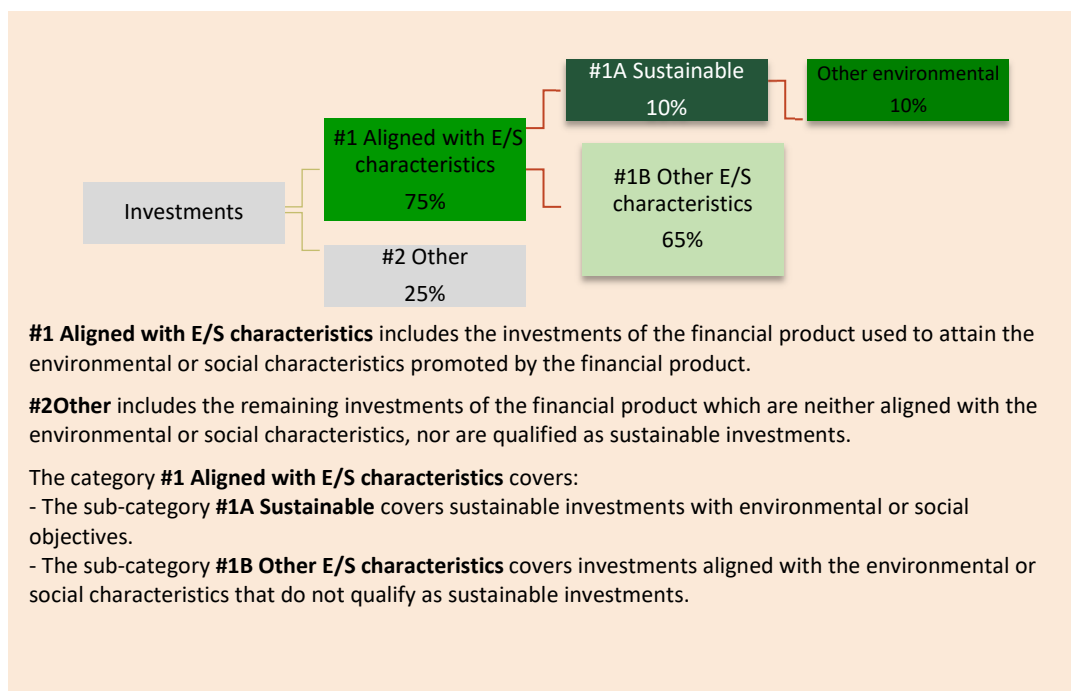 #1A Sustainable
10%
Other environmental
10%
#1 Aligned with E/S
characteristics
75%
#1B Other E/S
characteristics
65%
Investments
#2 Other
25%
#1 Aligned with E/S characteristics includes the investments of the financial product used to attain the
environmental or social characteristics promoted by the financial product.
#2Other includes the remaining investments of the financial product which are neither aligned with the
environmental or social characteristics, nor are qualified as sustainable investments.
The category #1 Aligned with E/S characteristics covers:
- The sub-category #1A Sustainable covers sustainable investments with environmental or social
objectives.
- The sub-category #1B Other E/S characteristics covers investments aligned with the environmental or
social characteristics that do not qualify as sustainable investments.